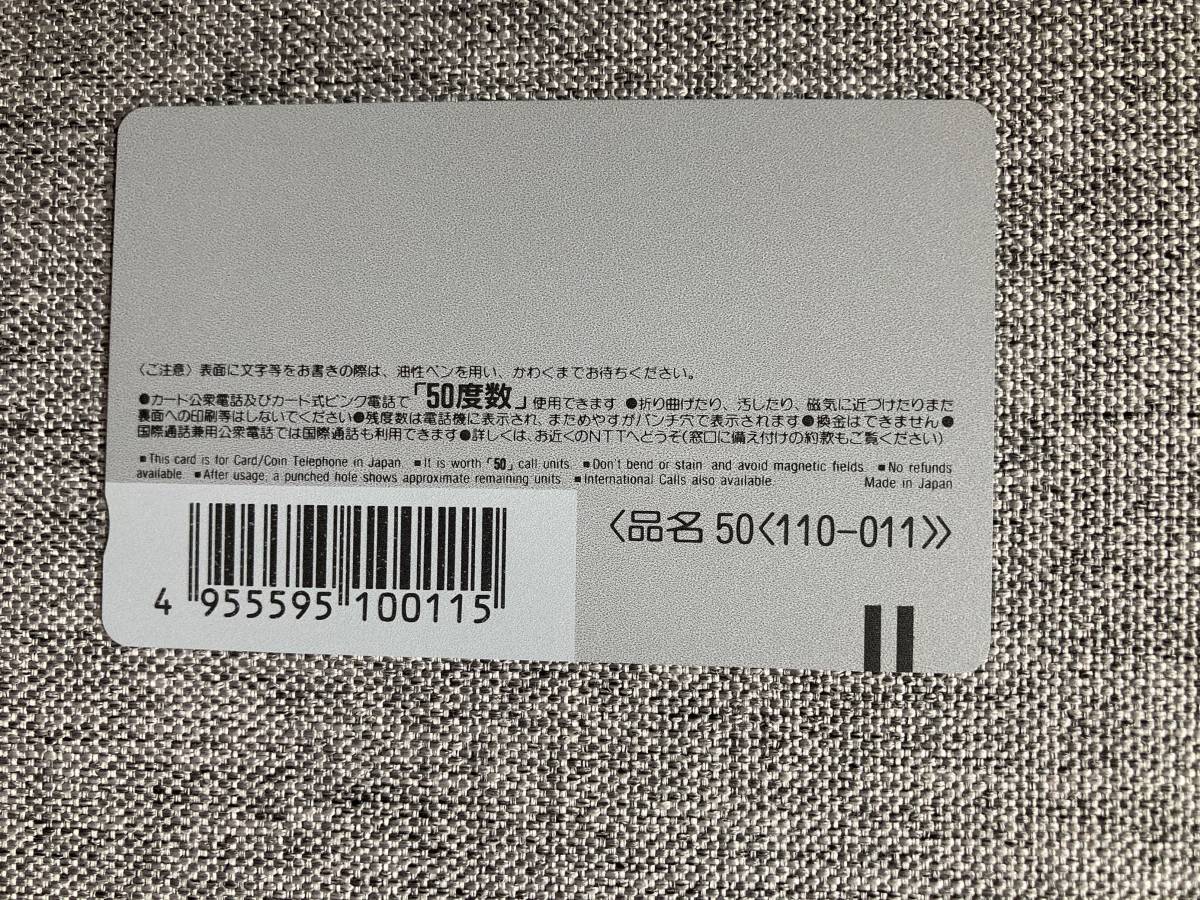 〈ご注意〉表面に文字等をお書きの際は、油性ペンを用い、かわくまでお待ちください。
●カード公衆電話及びカード式ピンク電話で「50度数」使用できます ●折り曲げたり、汚したり、磁気に近づけたりまた
裏面への印刷等はしないでください●残度数は電話機に表示され、まためやすがパンチ穴で表示されます●換金はできません●
国際通話兼用公衆電話では国際通話も利用できます●詳しくは、お近くのNTTへどうぞ(窓口に備え付けの約款もご覧ください)
■This card is for Card/Coin Telephone in Japan. ■It is worth「50」call units. ■Don't bend or stain and avoid magnetic fields. ■No refunds
available. ■After usage, a punched hole shows approximate remaining units. ■International Calls also available. Made in Japan
〈品名 50〈110-011〉〉
4 955595 100115